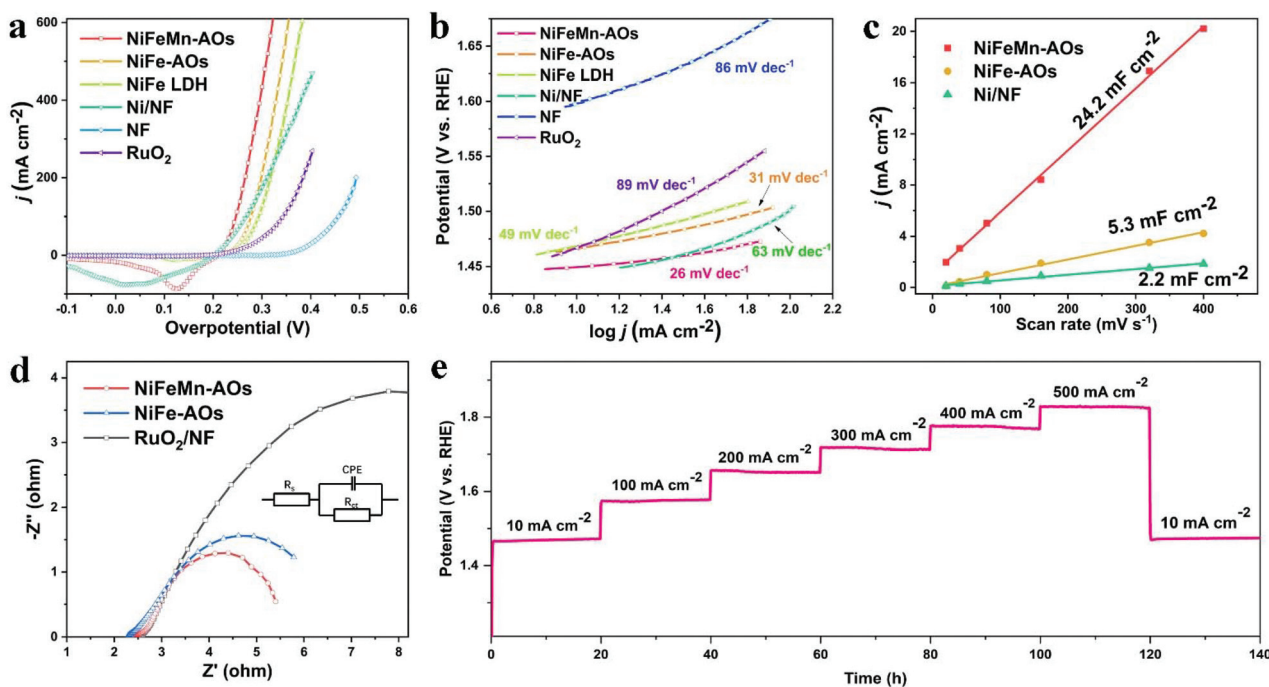 a
600
400
200
0
j (mA cm⁻²)
NiFeMn-AOs
NiFe-AOs
NiFe LDH
Ni/NF
NF
RuO₂
-0.1 0.0 0.1 0.2 0.3 0.4 0.5 0.6
Overpotential (V)
b
1.65
1.60
1.55
1.50
1.45
Potential (V vs. RHE)
NiFeMn-AOs
NiFe-AOs
NiFe LDH
Ni/NF
NF
RuO₂
86 mV dec⁻¹
89 mV dec⁻¹
31 mV dec⁻¹
49 mV dec⁻¹
63 mV dec⁻¹
26 mV dec⁻¹
0.6 0.8 1.0 1.2 1.4 1.6 1.8 2.0 2.2
log j (mA cm⁻²)
c
20
16
12
8
4
0
j (mA cm⁻²)
NiFeMn-AOs
NiFe-AOs
Ni/NF
24.2 mF cm⁻²
5.3 mF cm⁻²
2.2 mF cm⁻²
0 100 200 300 400
Scan rate (mV s⁻¹)
d
4
3
2
1
0
-Z'' (ohm)
NiFeMn-AOs
NiFe-AOs
RuO₂/NF
CPE
Rₛ
R_ct
1 2 3 4 5 6 7 8
Z' (ohm)
e
1.8
1.6
1.4
Potential (V vs. RHE)
10 mA cm⁻²
100 mA cm⁻²
200 mA cm⁻²
300 mA cm⁻²
400 mA cm⁻²
500 mA cm⁻²
10 mA cm⁻²
0 20 40 60 80 100 120 140
Time (h)